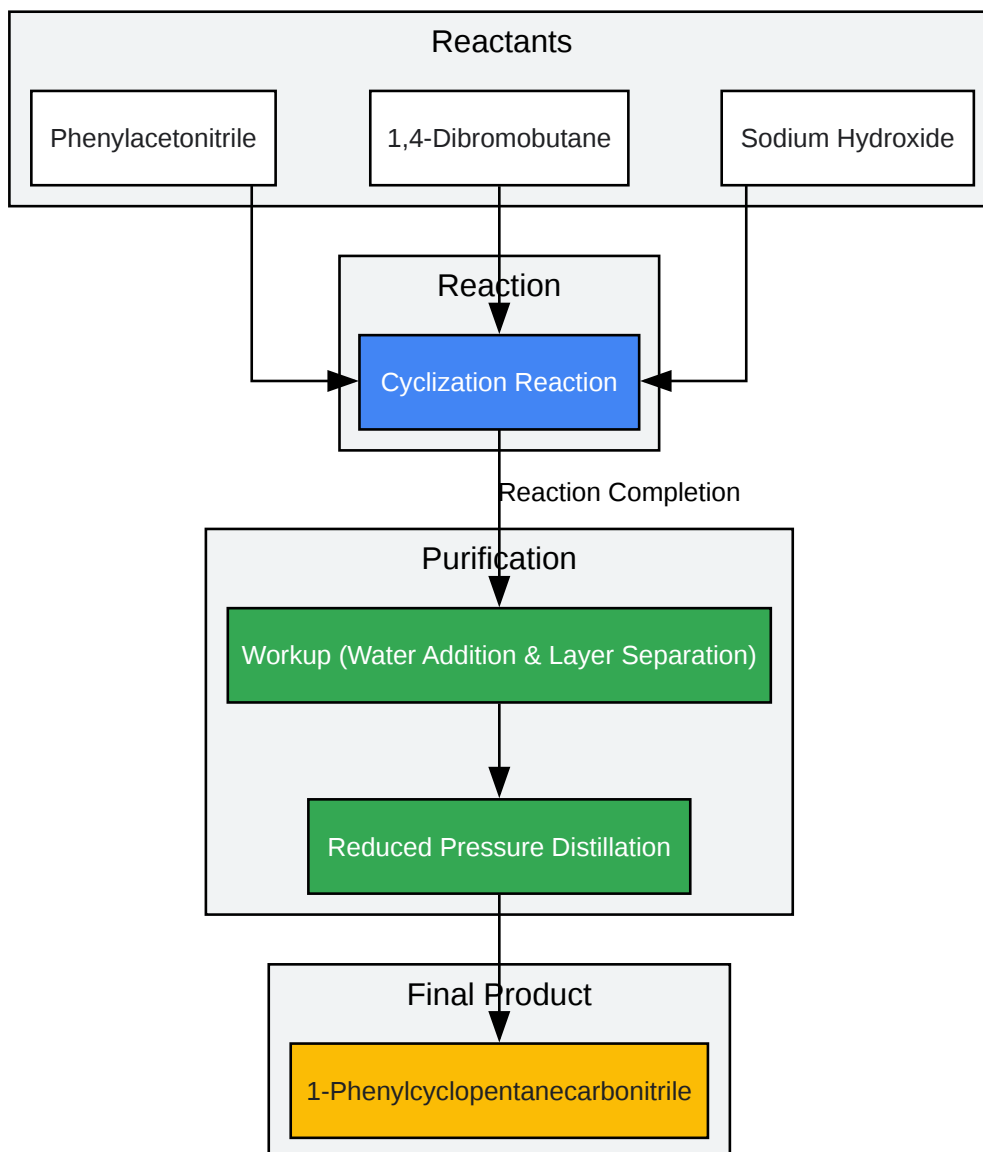 Reactants
Phenylacetonitrile
1,4-Dibromobutane
Sodium Hydroxide
Reaction
Cyclization Reaction
Reaction Completion
Purification
Workup (Water Addition & Layer Separation)
Reduced Pressure Distillation
Final Product
1-Phenylcyclopentanecarbonitrile